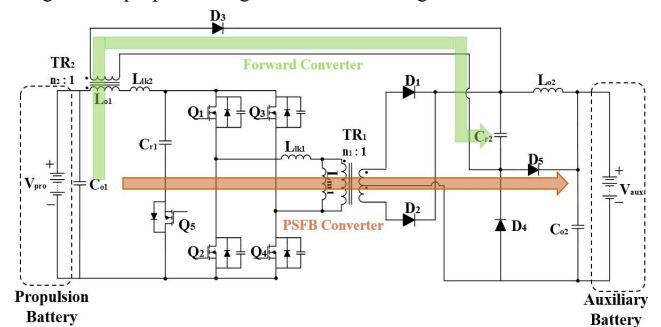 D₃
TR₂
n₂ : 1
Forward Converter
Lₒ₁
Lₗₖ₂
Q₁
Q₃
D₁
Lₒ₂
TR₁
n₁ : 1
Cᵣ₁
Lₗₖ₁
Cᵣ₂
D₅
+
Vₚᵣₒ
−
Cₒ₁
+
Vₐᵤₓ
−
Q₅
PSFB Converter
D₂
Q₂
Q₄
D₄
Cₒ₂
Propulsion
Battery
Auxiliary
Battery